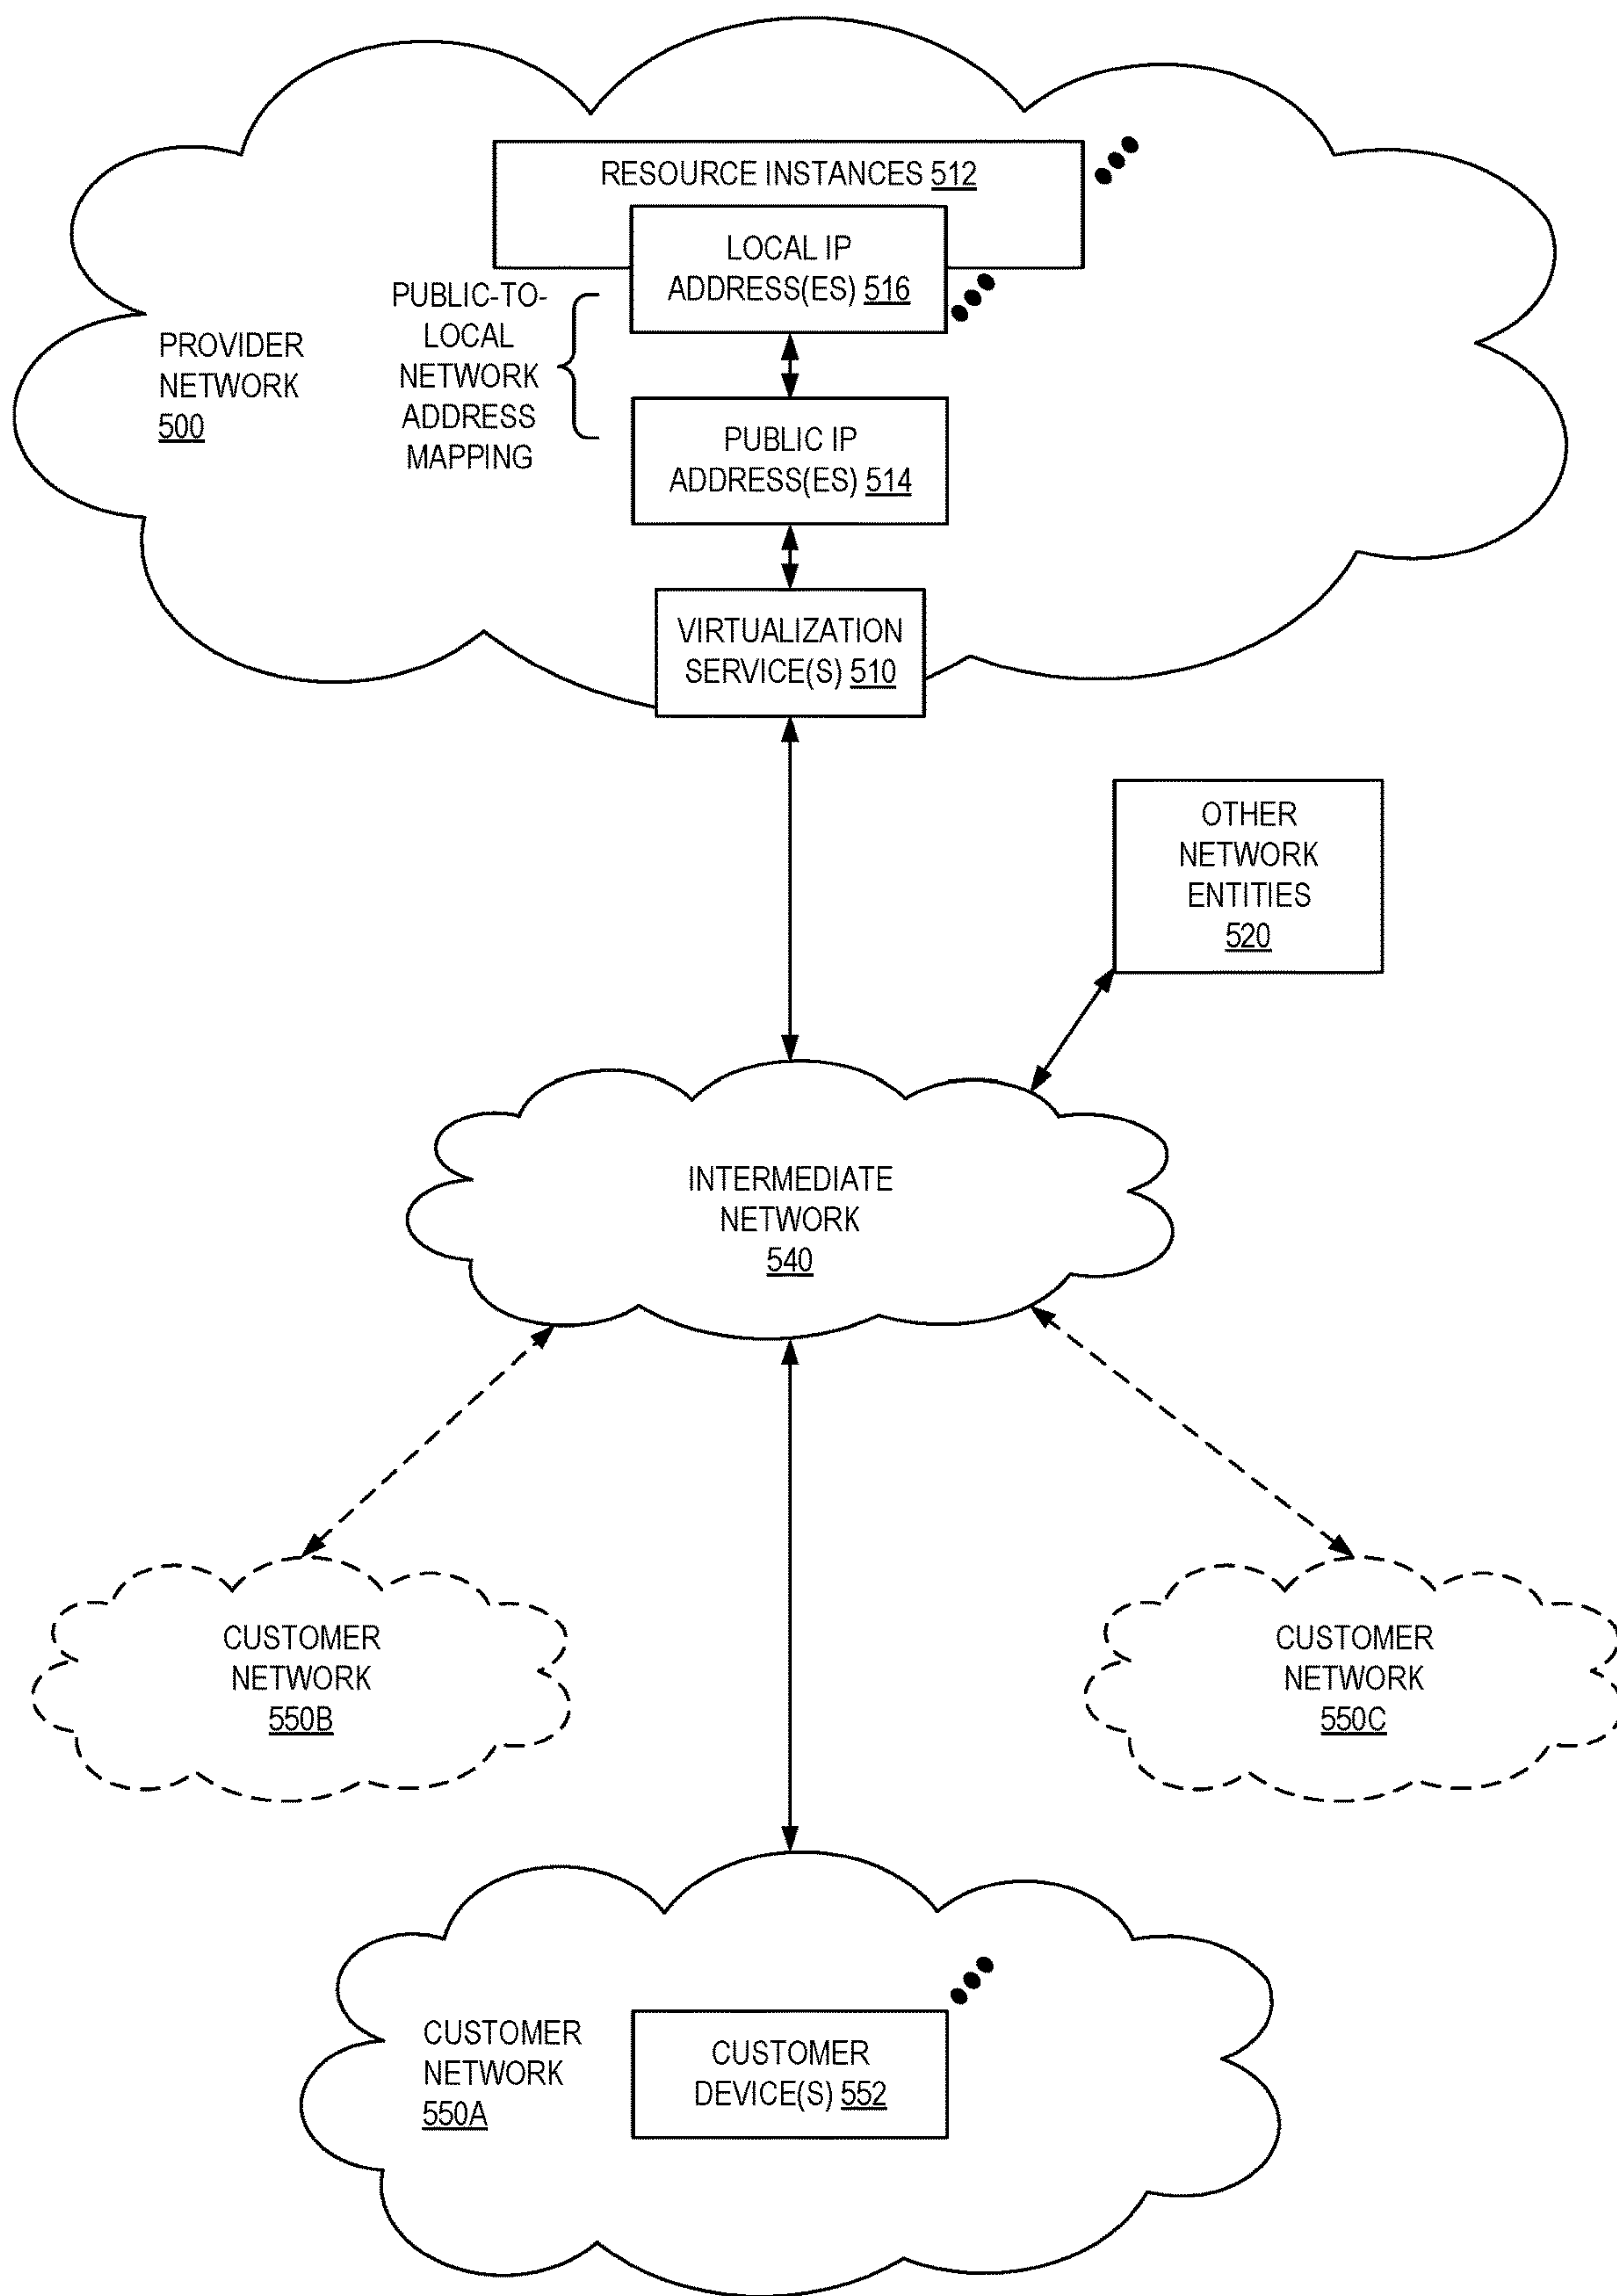 RESOURCE INSTANCES 512
LOCAL IP
ADDRESS(ES) 516
PUBLIC-TO-
LOCAL
NETWORK
ADDRESS
MAPPING
PROVIDER
NETWORK
500
PUBLIC IP
ADDRESS(ES) 514
VIRTUALIZATION
SERVICE(S) 510
OTHER
NETWORK
ENTITIES
520
INTERMEDIATE
NETWORK
540
CUSTOMER
NETWORK
550B
CUSTOMER
NETWORK
550C
CUSTOMER
NETWORK
550A
CUSTOMER
DEVICE(S) 552